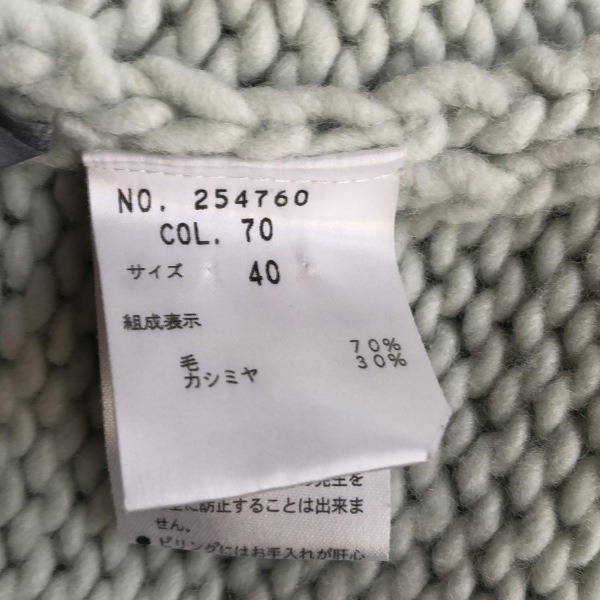 NO. 254760
COL. 70
サイズ 40
組成表示
毛 70%
カシミヤ 30%
生を
に防止することは出来ま
せん。
● ピリングにはお手入れが肝心